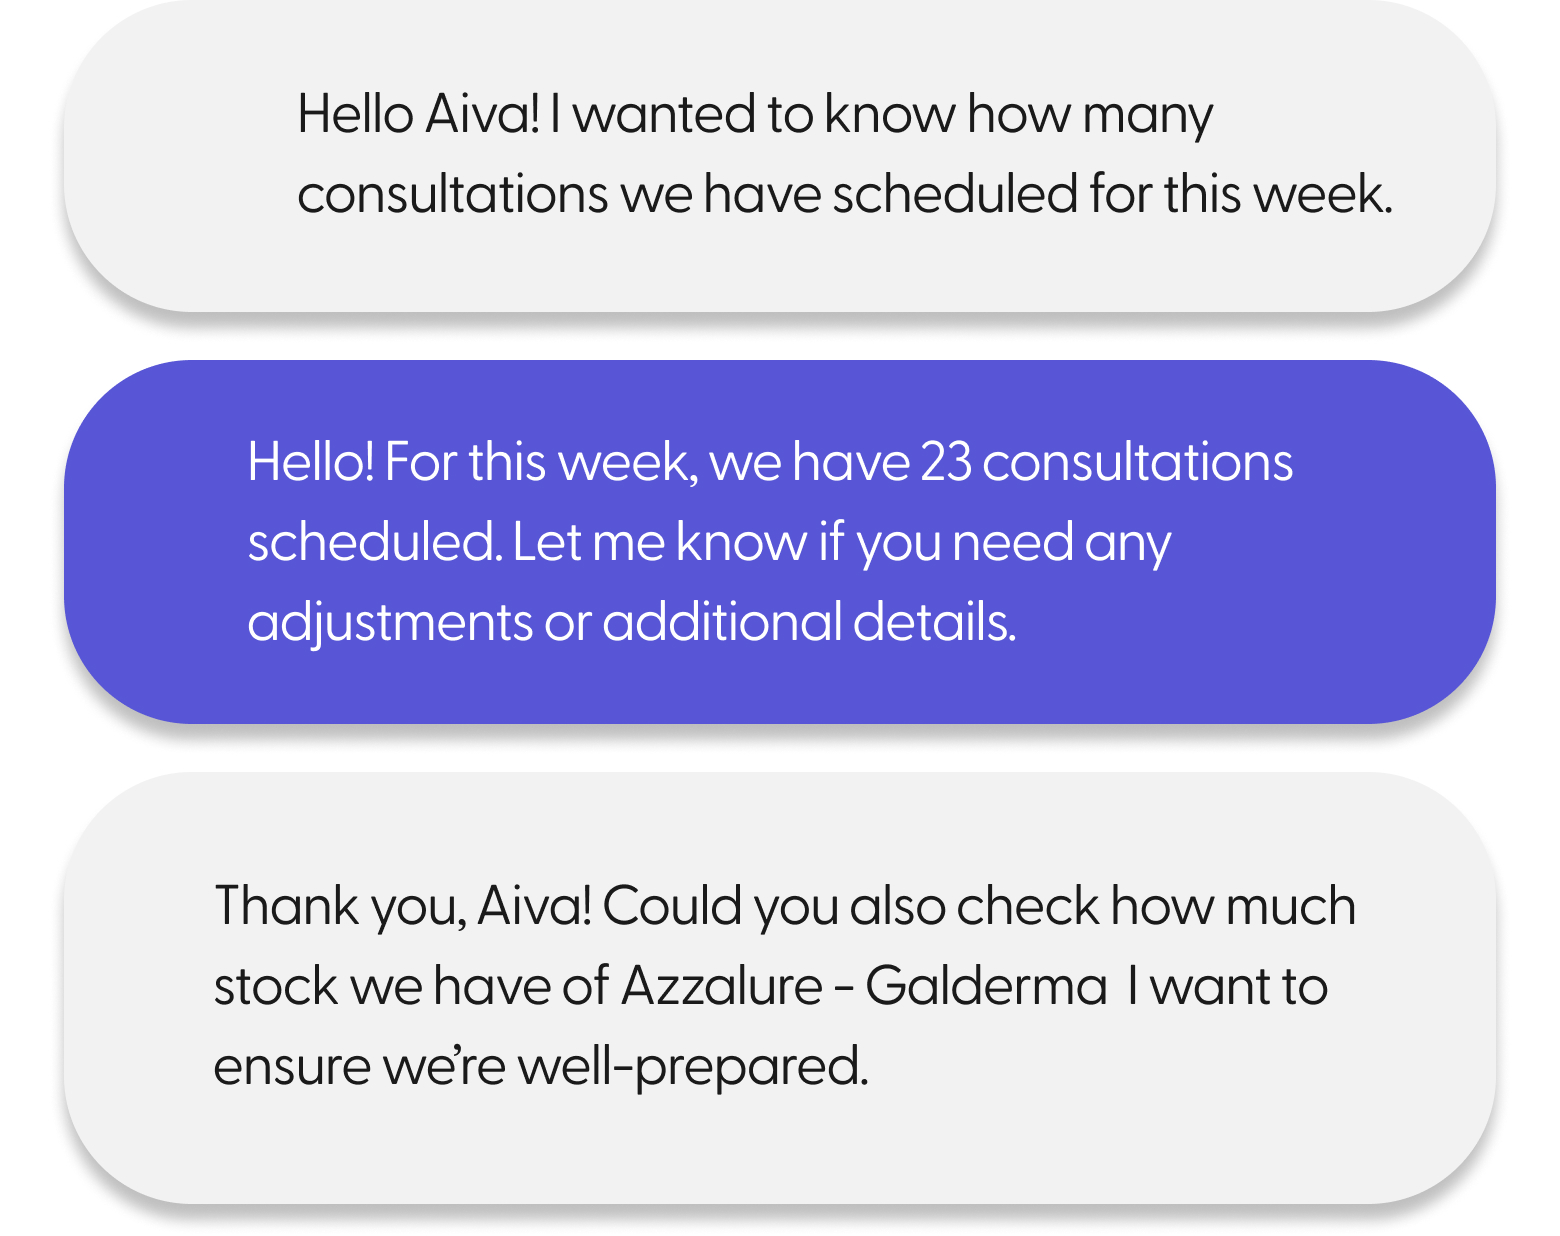 Hello Aiva! I wanted to know how many
consultations we have scheduled for this week.
Hello! For this week, we have 23 consultations
scheduled. Let me know if you need any
adjustments or additional details.
Thank you, Aiva! Could you also check how much
stock we have of Azzalure - Galderma  I want to
ensure we’re well-prepared.